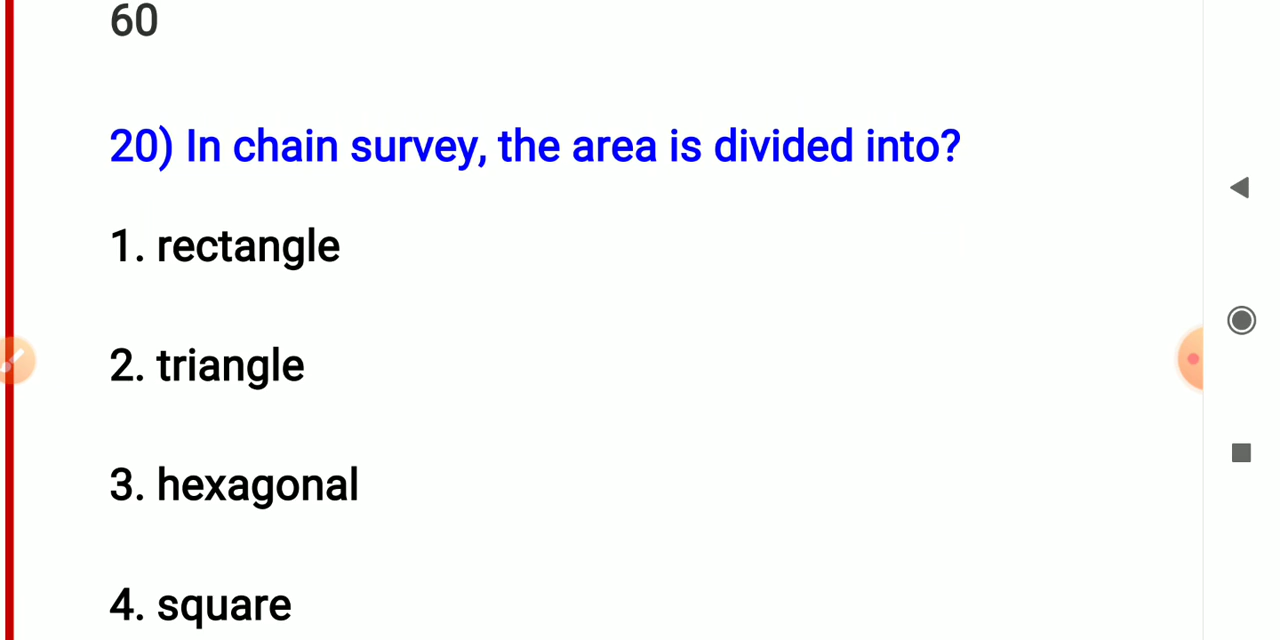 60
20) In chain survey, the area is divided into?
1. rectangle
2. triangle
3. hexagonal
4. square